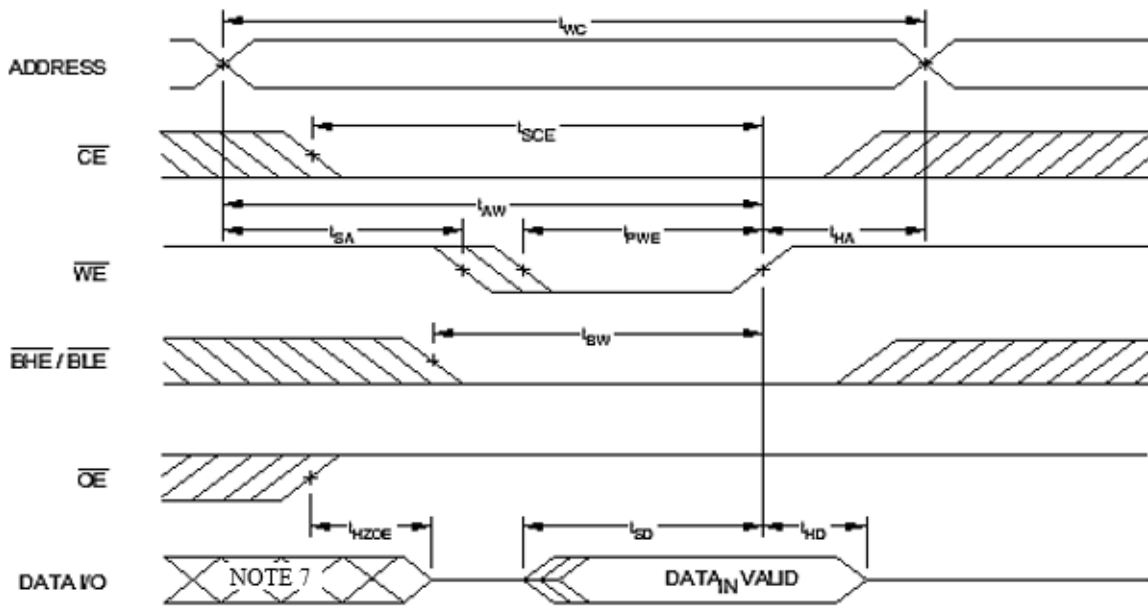 tWC
ADDRESS
tSCE
CE
tAW
tSA
tPWE
tHA
WE
tBW
BHE / BLE
OE
tHZOE
tSD
tHD
DATA I/O
NOTE 7
DATAIN VALID